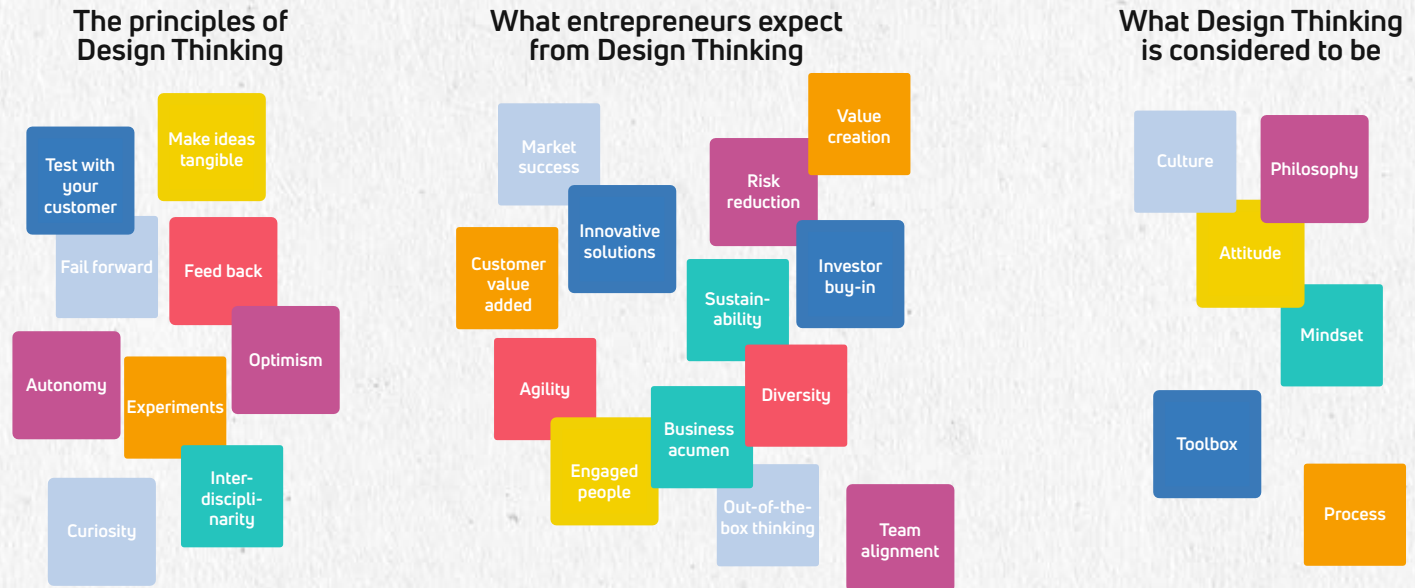 The principles of
Design Thinking
Test with
your
customer
Make ideas
tangible
Fail forward
Feed back
Optimism
Autonomy
Experiments
Inter-
discipli-
narity
Curiosity
What entrepreneurs expect
from Design Thinking
Market
success
Value
creation
Risk
reduction
Innovative
solutions
Customer
value
added
Investor
buy-in
Sustain-
ability
Agility
Diversity
Business
acumen
Engaged
people
Out-of-the-
box thinking
Team
alignment
What Design Thinking
is considered to be
Culture
Philosophy
Attitude
Mindset
Toolbox
Process